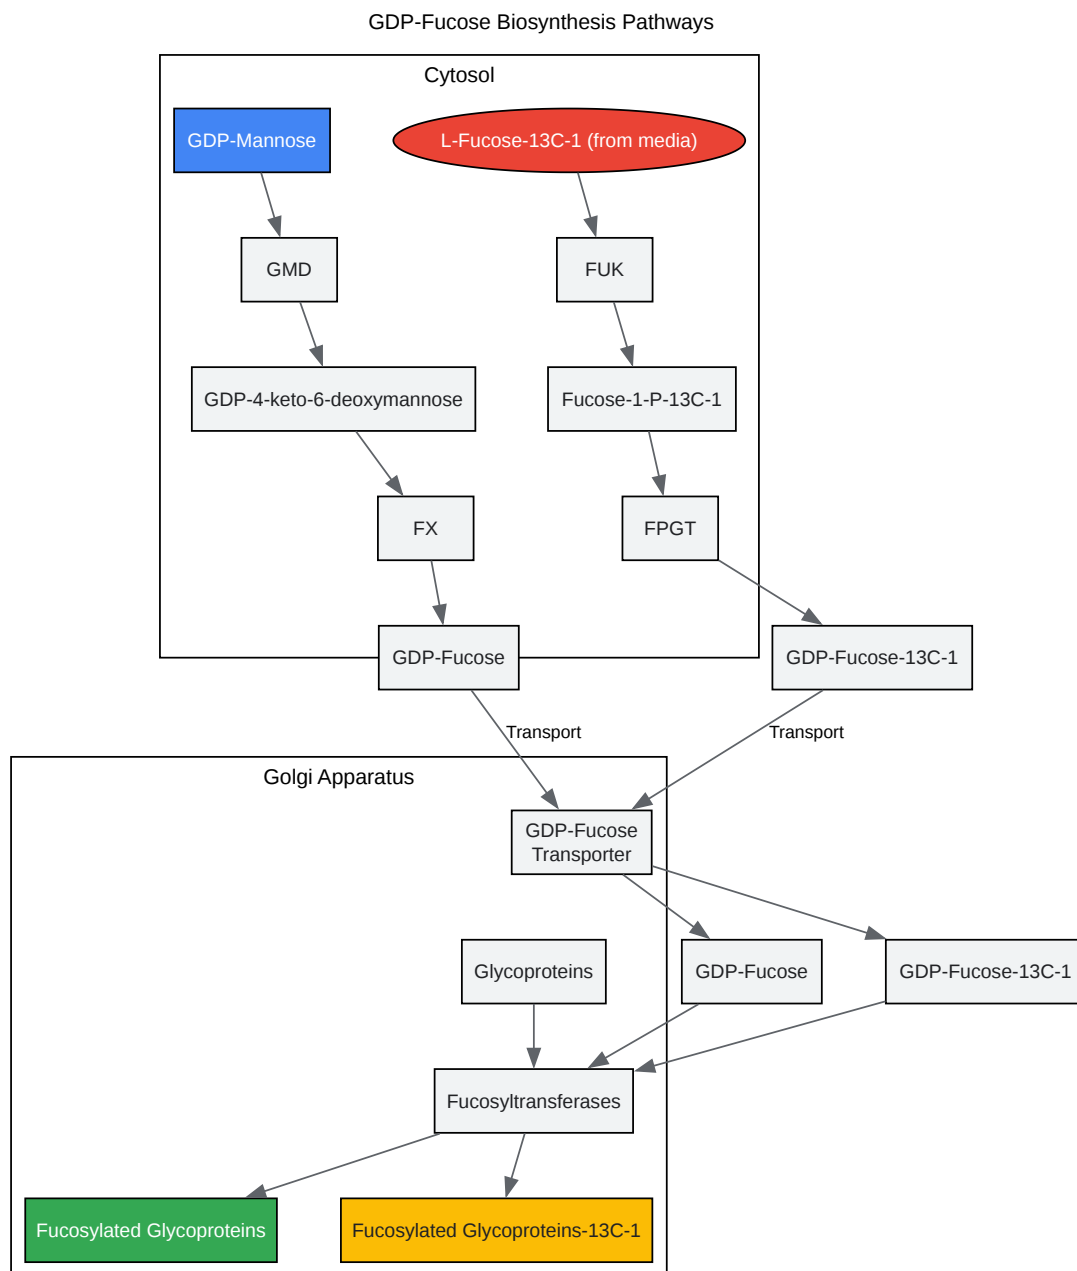 GDP-Fucose Biosynthesis Pathways
Cytosol
GDP-Mannose
L-Fucose-13C-1 (from media)
GMD
FUK
GDP-4-keto-6-deoxymannose
Fucose-1-P-13C-1
FX
FPGT
GDP-Fucose
GDP-Fucose-13C-1
Transport
Transport
Golgi Apparatus
GDP-Fucose
Transporter
Glycoproteins
GDP-Fucose
GDP-Fucose-13C-1
Fucosyltransferases
Fucosylated Glycoproteins
Fucosylated Glycoproteins-13C-1